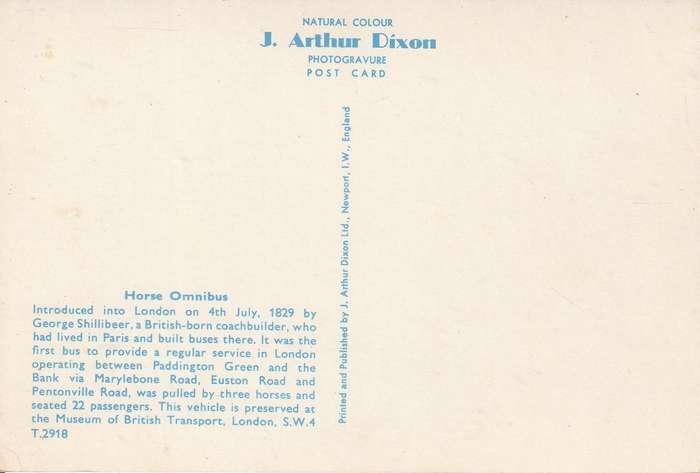 NATURAL COLOUR
J. Arthur Dixon
PHOTOGRAVURE
POST CARD
Printed and Published by J. Arthur Dixon Ltd., Newport, I.W., England
Horse Omnibus
Introduced into London on 4th July, 1829 by
George Shillibeer, a British-born coachbuilder, who
had lived in Paris and built buses there. It was the
first bus to provide a regular service in London
operating between Paddington Green and the
Bank via Marylebone Road, Euston Road and
Pentonville Road, was pulled by three horses and
seated 22 passengers. This vehicle is preserved at
the Museum of British Transport, London, S.W.4
T.2918